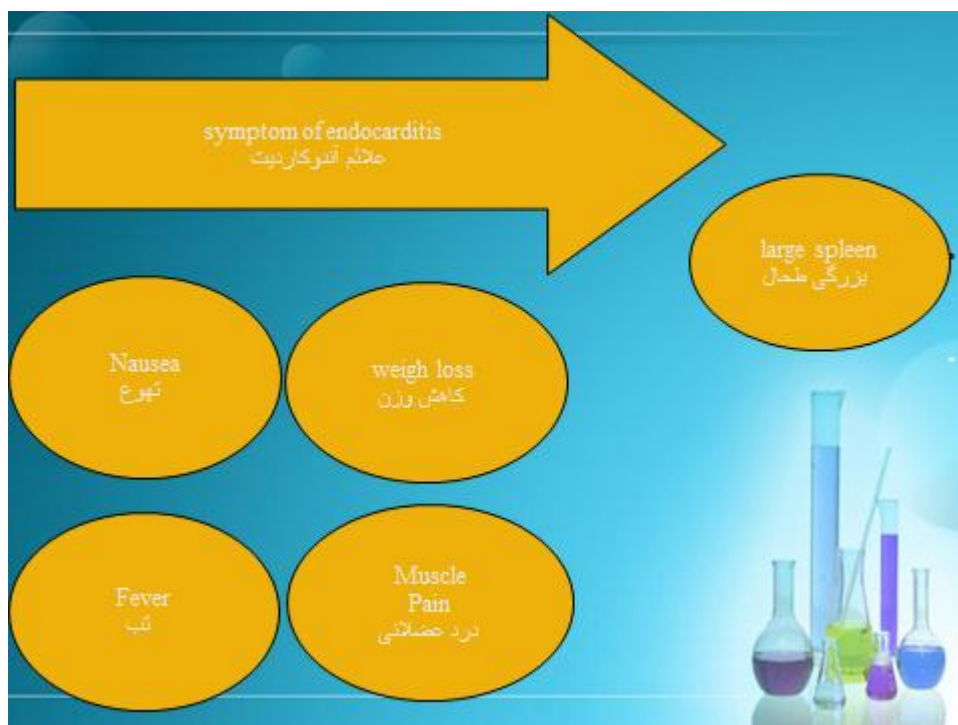 symptom of endocarditis
علائم آندوکاردیت
large spleen
بزرگی طحال
Nausea
تهوع
weigh loss
کاهش وزن
Fever
تب
Muscle
Pain
درد عضلانی